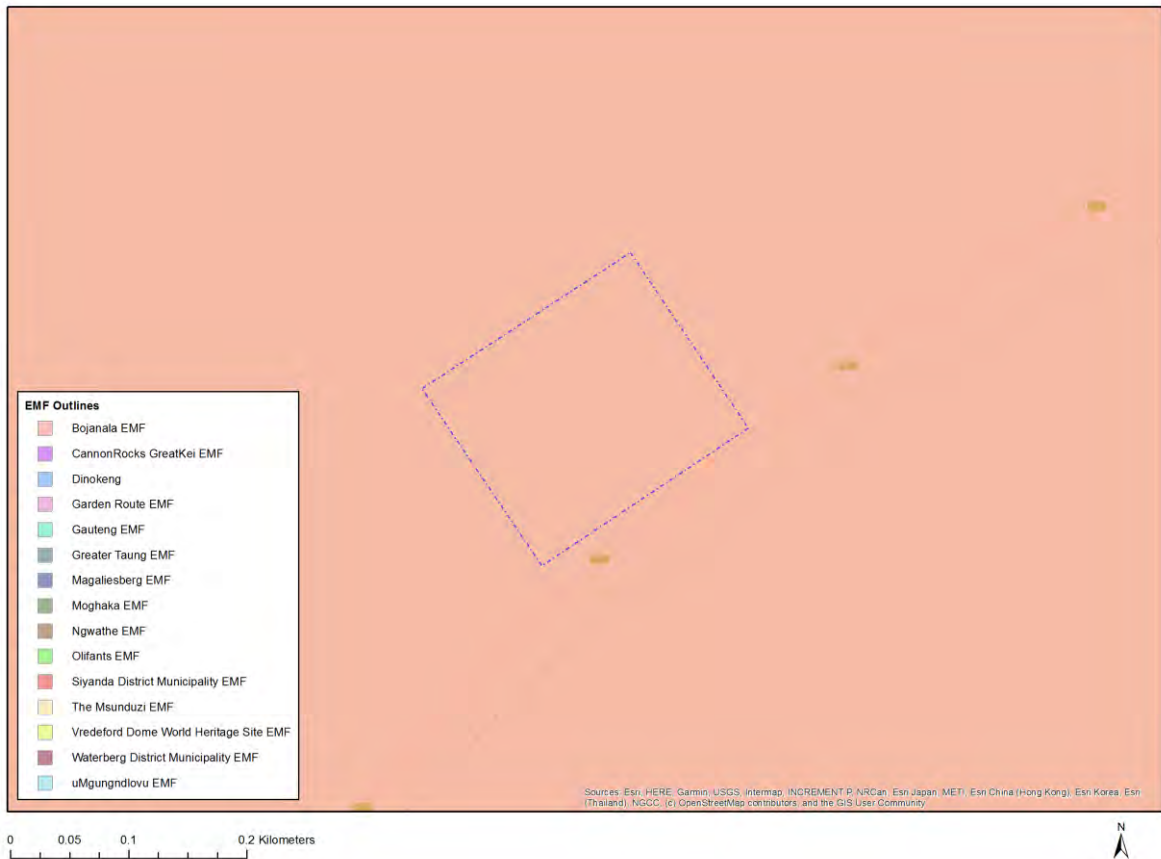 EMF Outlines
Bojanala EMF
CannonRocks GreatKei EMF
Dinokeng
Garden Route EMF
Gauteng EMF
Greater Taung EMF
Magaliesberg EMF
Moghaka EMF
Ngwathe EMF
Olifants EMF
Siyanda District Municipality EMF
The Msunduzi EMF
Vredeford Dome World Heritage Site EMF
Waterberg District Municipality EMF
uMgungndlovu EMF
Sources: Esri, HERE, Garmin, USGS, Intermap, INCREMENT P, NRCan, Esri Japan, METI, Esri China (Hong Kong), Esri Korea, Esri
(Thailand), NGCC, (c) OpenStreetMap contributors, and the GIS User Community
N
0 0.05 0.1 0.2 Kilometers